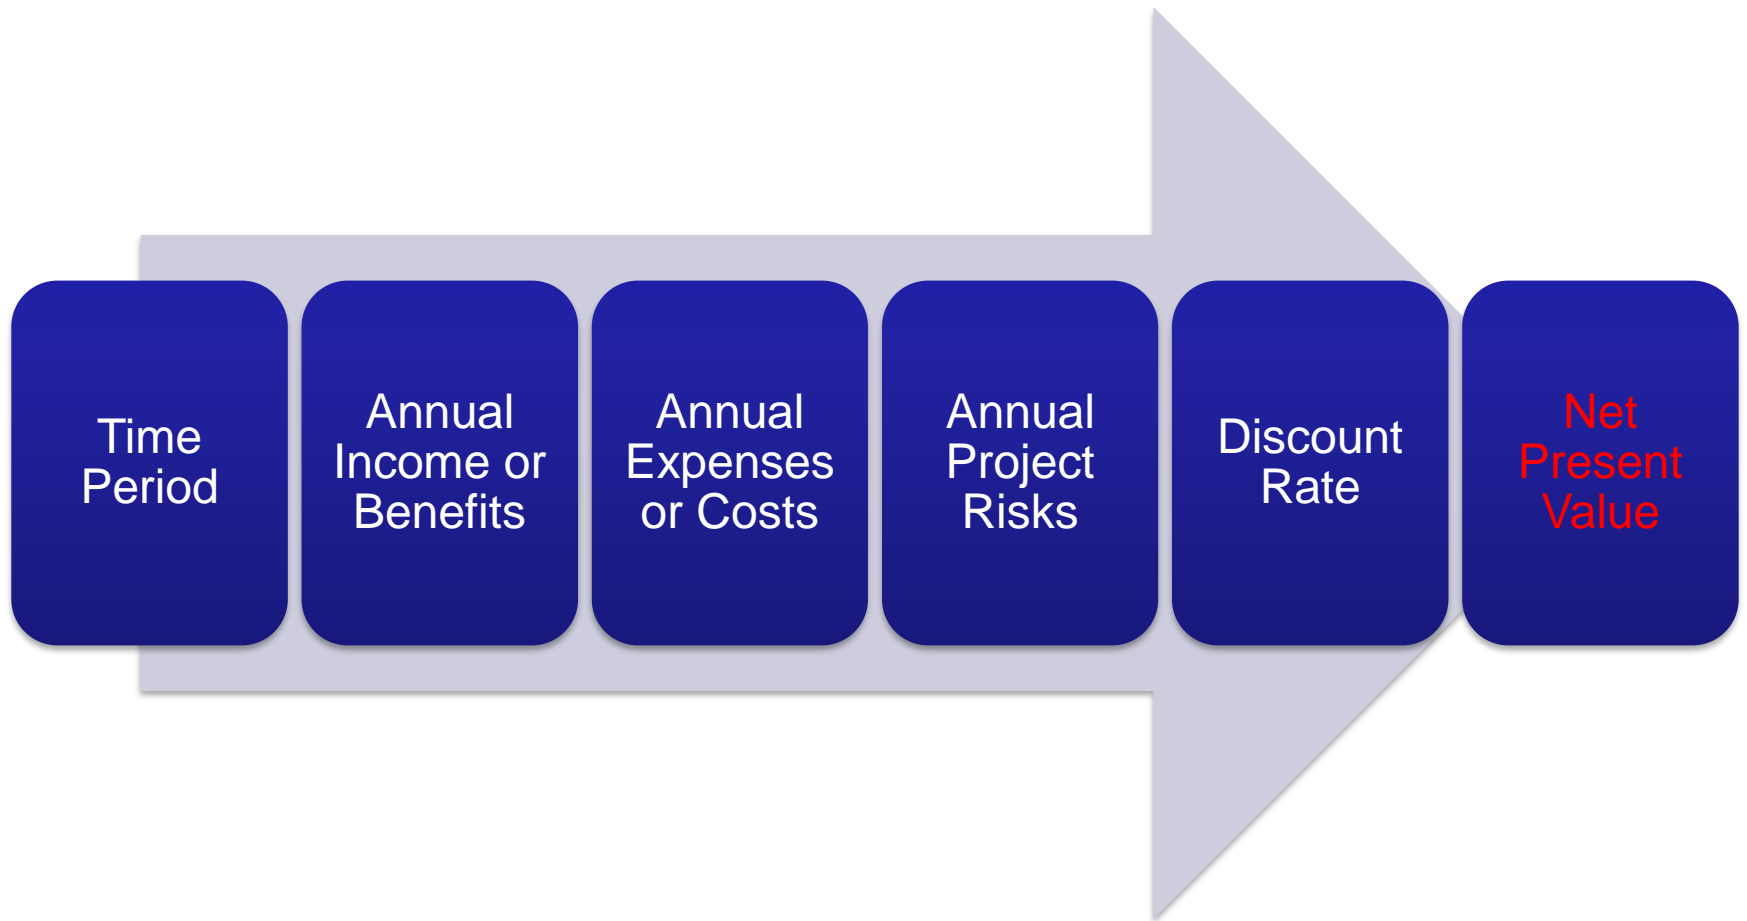 Time
Period
Annual
Income or
Benefits
Annual
Expenses
or Costs
Annual
Project
Risks
Discount
Rate
Net
Present
Value